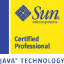 Sun
microsystems
Certified
Professional
JAVA™ TECHNOLOGY